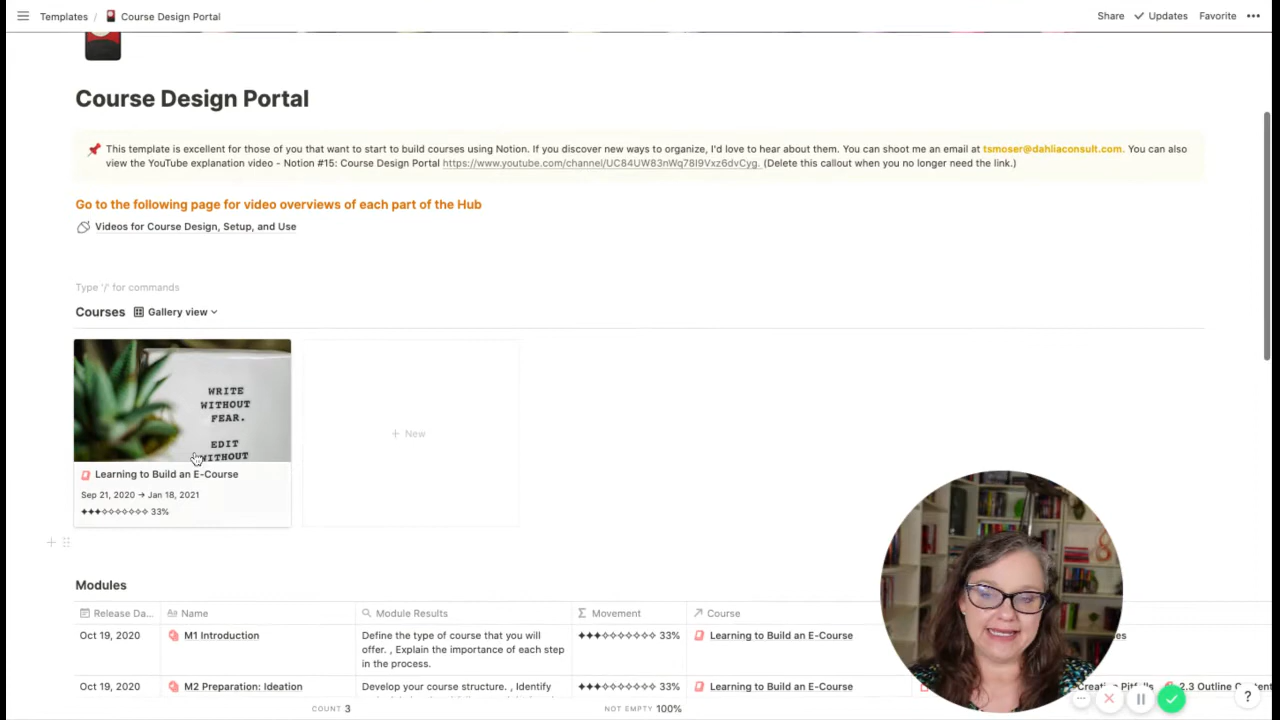 Templates / Course Design Portal
Share Updates Favorite
Course Design Portal
This template is excellent for those of you that want to start to build courses using Notion. If you discover new ways to organize, I'd love to hear about them. You can shoot me an email at tsmoser@dahliaconsult.com. You can also
view the YouTube explanation video - Notion #15: Course Design Portal https://www.youtube.com/channel/UC84UW83nWq78I9Vxz6dvCyg. (Delete this callout when you no longer need the link.)
Go to the following page for video overviews of each part of the Hub
Videos for Course Design, Setup, and Use
Type '/' for commands
Courses Gallery view
WRITE
WITHOUT
FEAR.
EDIT
WITHOUT
+ New
Learning to Build an E-Course
Sep 21, 2020 → Jan 18, 2021
33%
Modules
Release Da... Name Module Results Movement Course
Oct 19, 2020 M1 Introduction Define the type of course that you will 33% Learning to Build an E-Course
offer. , Explain the importance of each step
in the process.
Oct 19, 2020 M2 Preparation: Ideation Develop your course structure. , Identify 33% Learning to Build an E-Course Creative Pitfalls 2.3 Outline Content
COUNT 3 NOT EMPTY 100%
?